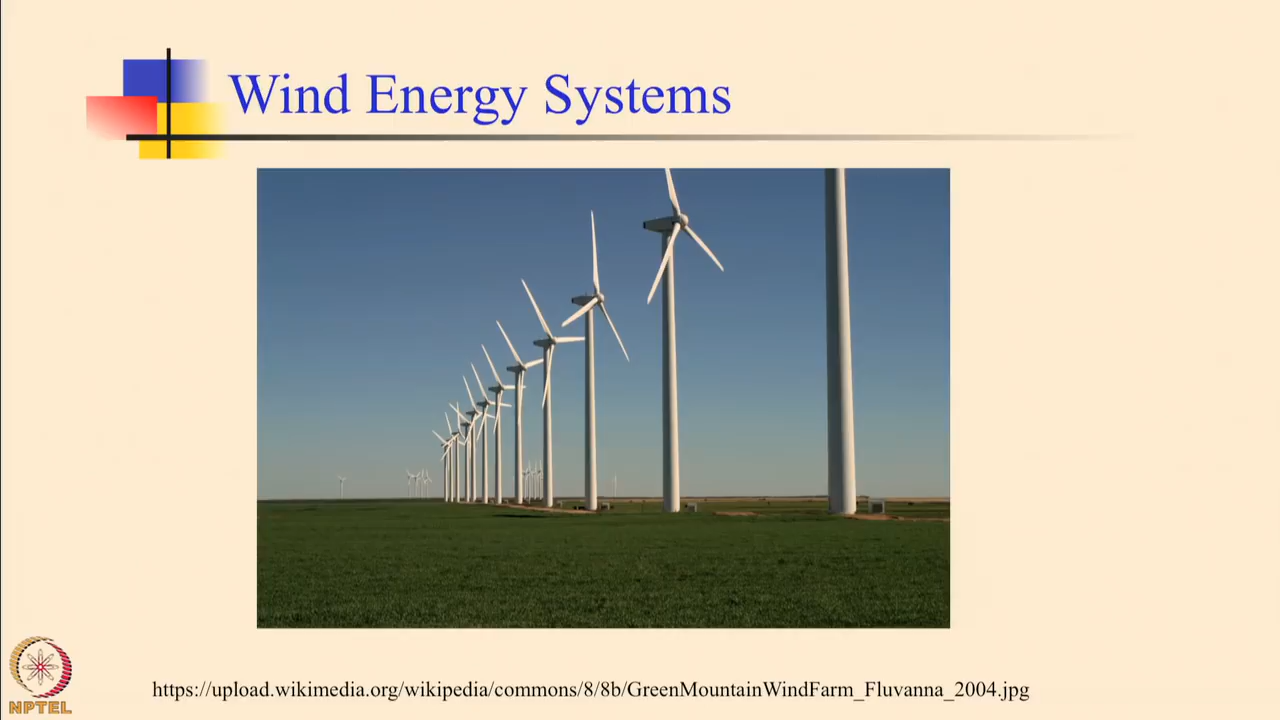 Wind Energy Systems
https://upload.wikimedia.org/wikipedia/commons/8/8b/GreenMountainWindFarm_Fluvanna_2004.jpg
NPTEL